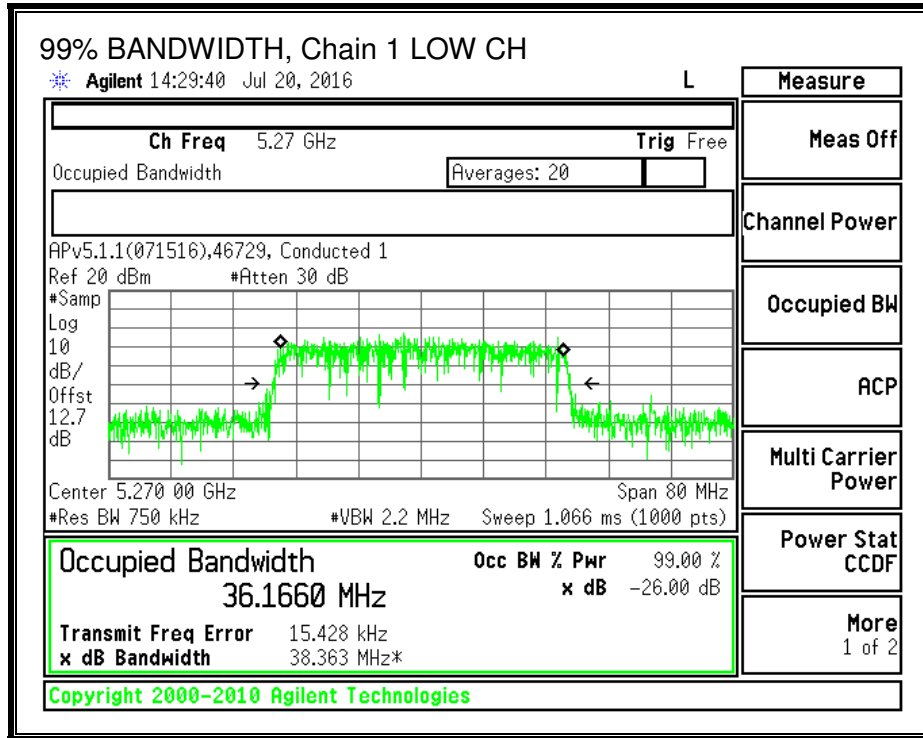 99% BANDWIDTH, Chain 1 LOW CH
Agilent 14:29:40 Jul 20, 2016 L
Measure
Ch Freq 5.27 GHz Trig Free
Meas Off
Occupied Bandwidth Averages: 20
Channel Power
APv5.1.1(071516),46729, Conducted 1
Ref 20 dBm #Atten 30 dB
#Samp
Log
10
dB/
Offst
12.7
dB
Occupied BW
ACP
Multi Carrier
Power
Center 5.270 00 GHz Span 80 MHz
#Res BW 750 kHz #VBW 2.2 MHz Sweep 1.066 ms (1000 pts)
Power Stat
CCDF
Occupied Bandwidth Occ BW % Pwr 99.00 %
36.1660 MHz x dB -26.00 dB
Transmit Freq Error 15.428 kHz
x dB Bandwidth 38.363 MHz*
More
1 of 2
Copyright 2000-2010 Agilent Technologies